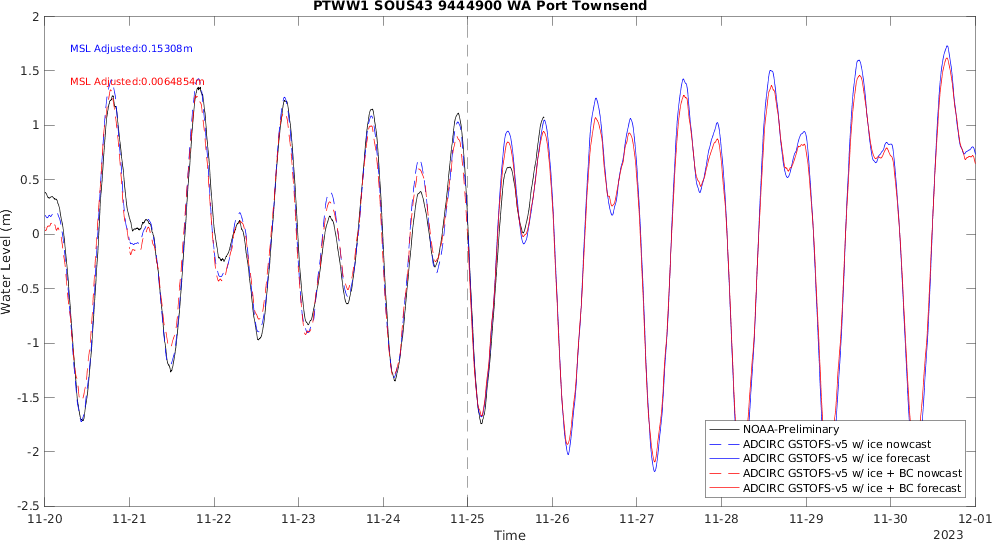 PTWW1 SOUS43 9444900 WA Port Townsend
MSL Adjusted:0.15308m
MSL Adjusted:0.0064854m
Water Level (m)
2
1.5
1
0.5
0
-0.5
-1
-1.5
-2
-2.5
NOAA-Preliminary
ADCIRC GSTOFS-v5 w/ ice nowcast
ADCIRC GSTOFS-v5 w/ ice forecast
ADCIRC GSTOFS-v5 w/ ice + BC nowcast
ADCIRC GSTOFS-v5 w/ ice + BC forecast
11-20 11-21 11-22 11-23 11-24 11-25 11-26 11-27 11-28 11-29 11-30 12-01
Time
2023